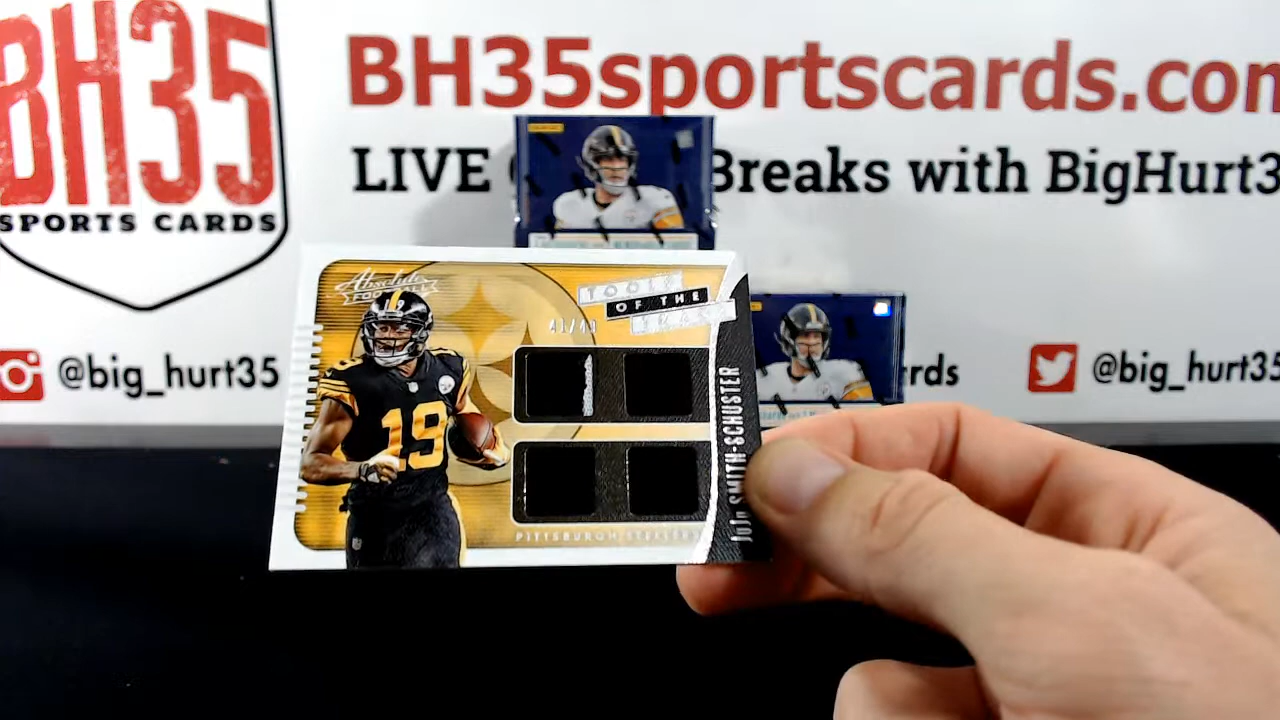 BH35
SPORTS CARDS
BH35sportscards.com
LIVE
Breaks with BigHurt3
@big_hurt35
rds
@big_hurt35
Absolute
FOOTBALL
TOOLS
OF THE
TRADE
19
JuJu SMITH-SCHUSTER
PITTSBURGH STEELERS